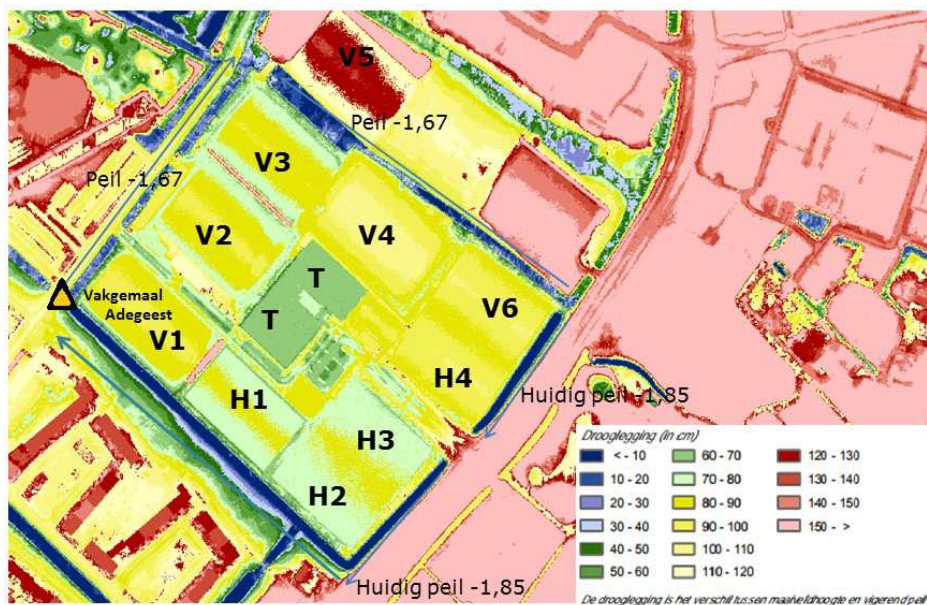 V5
Peil -1,67
V3
Peil -1,67
V2
V4
T
Vakgemaal
Adegeest
T
V6
V1
H1
H4
Huidig peil -1,85
H3
H2
Huidig peil -1,85
Drooglegging (in cm)
< - 10
10 - 20
20 - 30
30 - 40
40 - 50
50 - 60
60 - 70
70 - 80
80 - 90
90 - 100
100 - 110
110 - 120
120 - 130
130 - 140
140 - 150
150 - >
De drooglegging is het verschil tussen maaiveldhoogte en vigerend peil